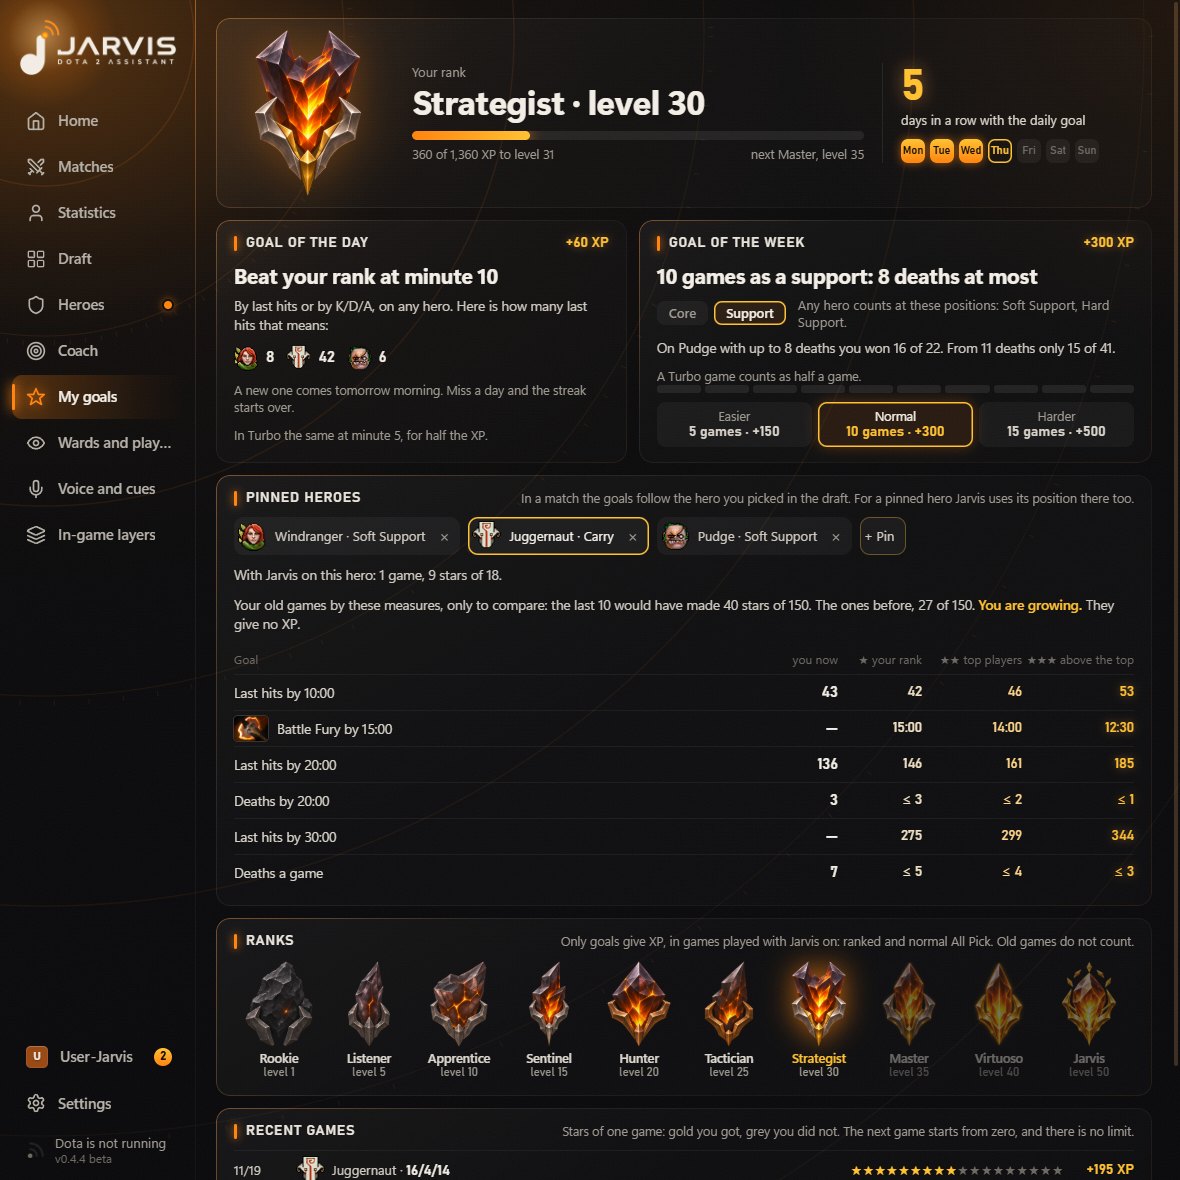 JARVIS
DOTA 2 ASSISTANT
Home
Matches
Statistics
Draft
Heroes
Coach
My goals
Wards and play...
Voice and cues
In-game layers
U User-Jarvis 2
Settings
Dota is not running
v0.4.4 beta
Your rank
Strategist · level 30
360 of 1,360 XP to level 31 next Master, level 35
5
days in a row with the daily goal
Mon Tue Wed Thu Fri Sat Sun
GOAL OF THE DAY +60 XP
Beat your rank at minute 10
By last hits or by K/D/A, on any hero. Here is how many last
hits that means:
8 42 6
A new one comes tomorrow morning. Miss a day and the streak
starts over.
In Turbo the same at minute 5, for half the XP.
GOAL OF THE WEEK +300 XP
10 games as a support: 8 deaths at most
Core Support Any hero counts at these positions: Soft Support, Hard
Support.
On Pudge with up to 8 deaths you won 16 of 22. From 11 deaths only 15 of 41.
A Turbo game counts as half a game.
Easier Normal Harder
5 games · +150 10 games · +300 15 games · +500
PINNED HEROES In a match the goals follow the hero you picked in the draft. For a pinned hero Jarvis uses its position there too.
Windranger · Soft Support × Juggernaut · Carry × Pudge · Soft Support × + Pin
With Jarvis on this hero: 1 game, 9 stars of 18.
Your old games by these measures, only to compare: the last 10 would have made 40 stars of 150. The ones before, 27 of 150. You are growing. They
give no XP.
Goal you now ★ your rank ★★ top players ★★★ above the top
Last hits by 10:00 43 42 46 53
Battle Fury by 15:00 — 15:00 14:00 12:30
Last hits by 20:00 136 146 161 185
Deaths by 20:00 3 ≤ 3 ≤ 2 ≤ 1
Last hits by 30:00 — 275 299 344
Deaths a game 7 ≤ 5 ≤ 4 ≤ 3
RANKS Only goals give XP, in games played with Jarvis on: ranked and normal All Pick. Old games do not count.
Rookie Listener Apprentice Sentinel Hunter Tactician Strategist Master Virtuoso Jarvis
level 1 level 5 level 10 level 15 level 20 level 25 level 30 level 35 level 40 level 50
RECENT GAMES Stars of one game: gold you got, grey you did not. The next game starts from zero, and there is no limit.
11/19 Juggernaut · 16/4/14 ★★★★★★★★★★★★★★★★★★ +195 XP